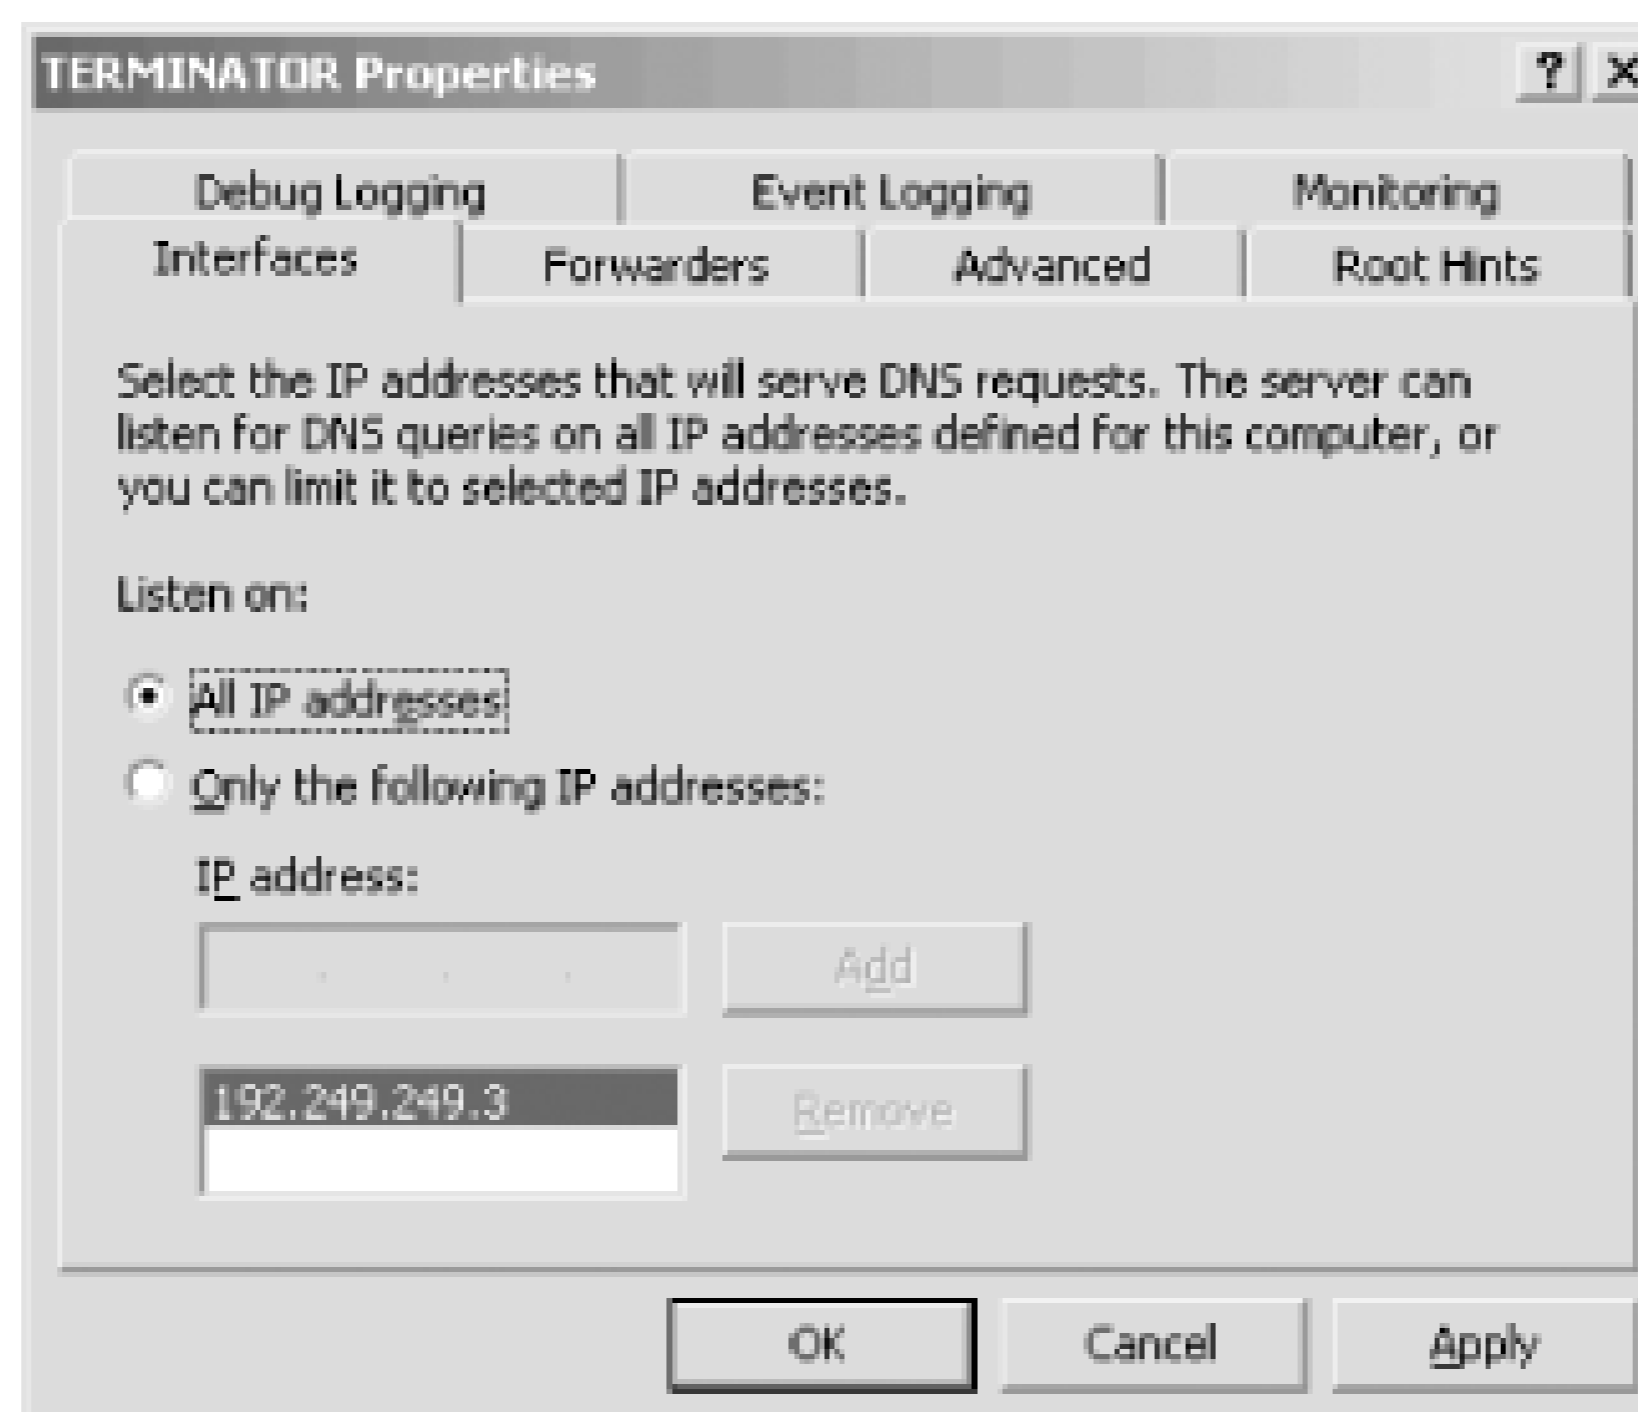 TERMINATOR Properties ? X
Debug Logging Event Logging Monitoring
Interfaces Forwarders Advanced Root Hints
Select the IP addresses that will serve DNS requests. The server can
listen for DNS queries on all IP addresses defined for this computer, or
you can limit it to selected IP addresses.
Listen on:
All IP addresses
Only the following IP addresses:
IP address:
. . . Add
192.249.249.3 Remove
OK Cancel Apply